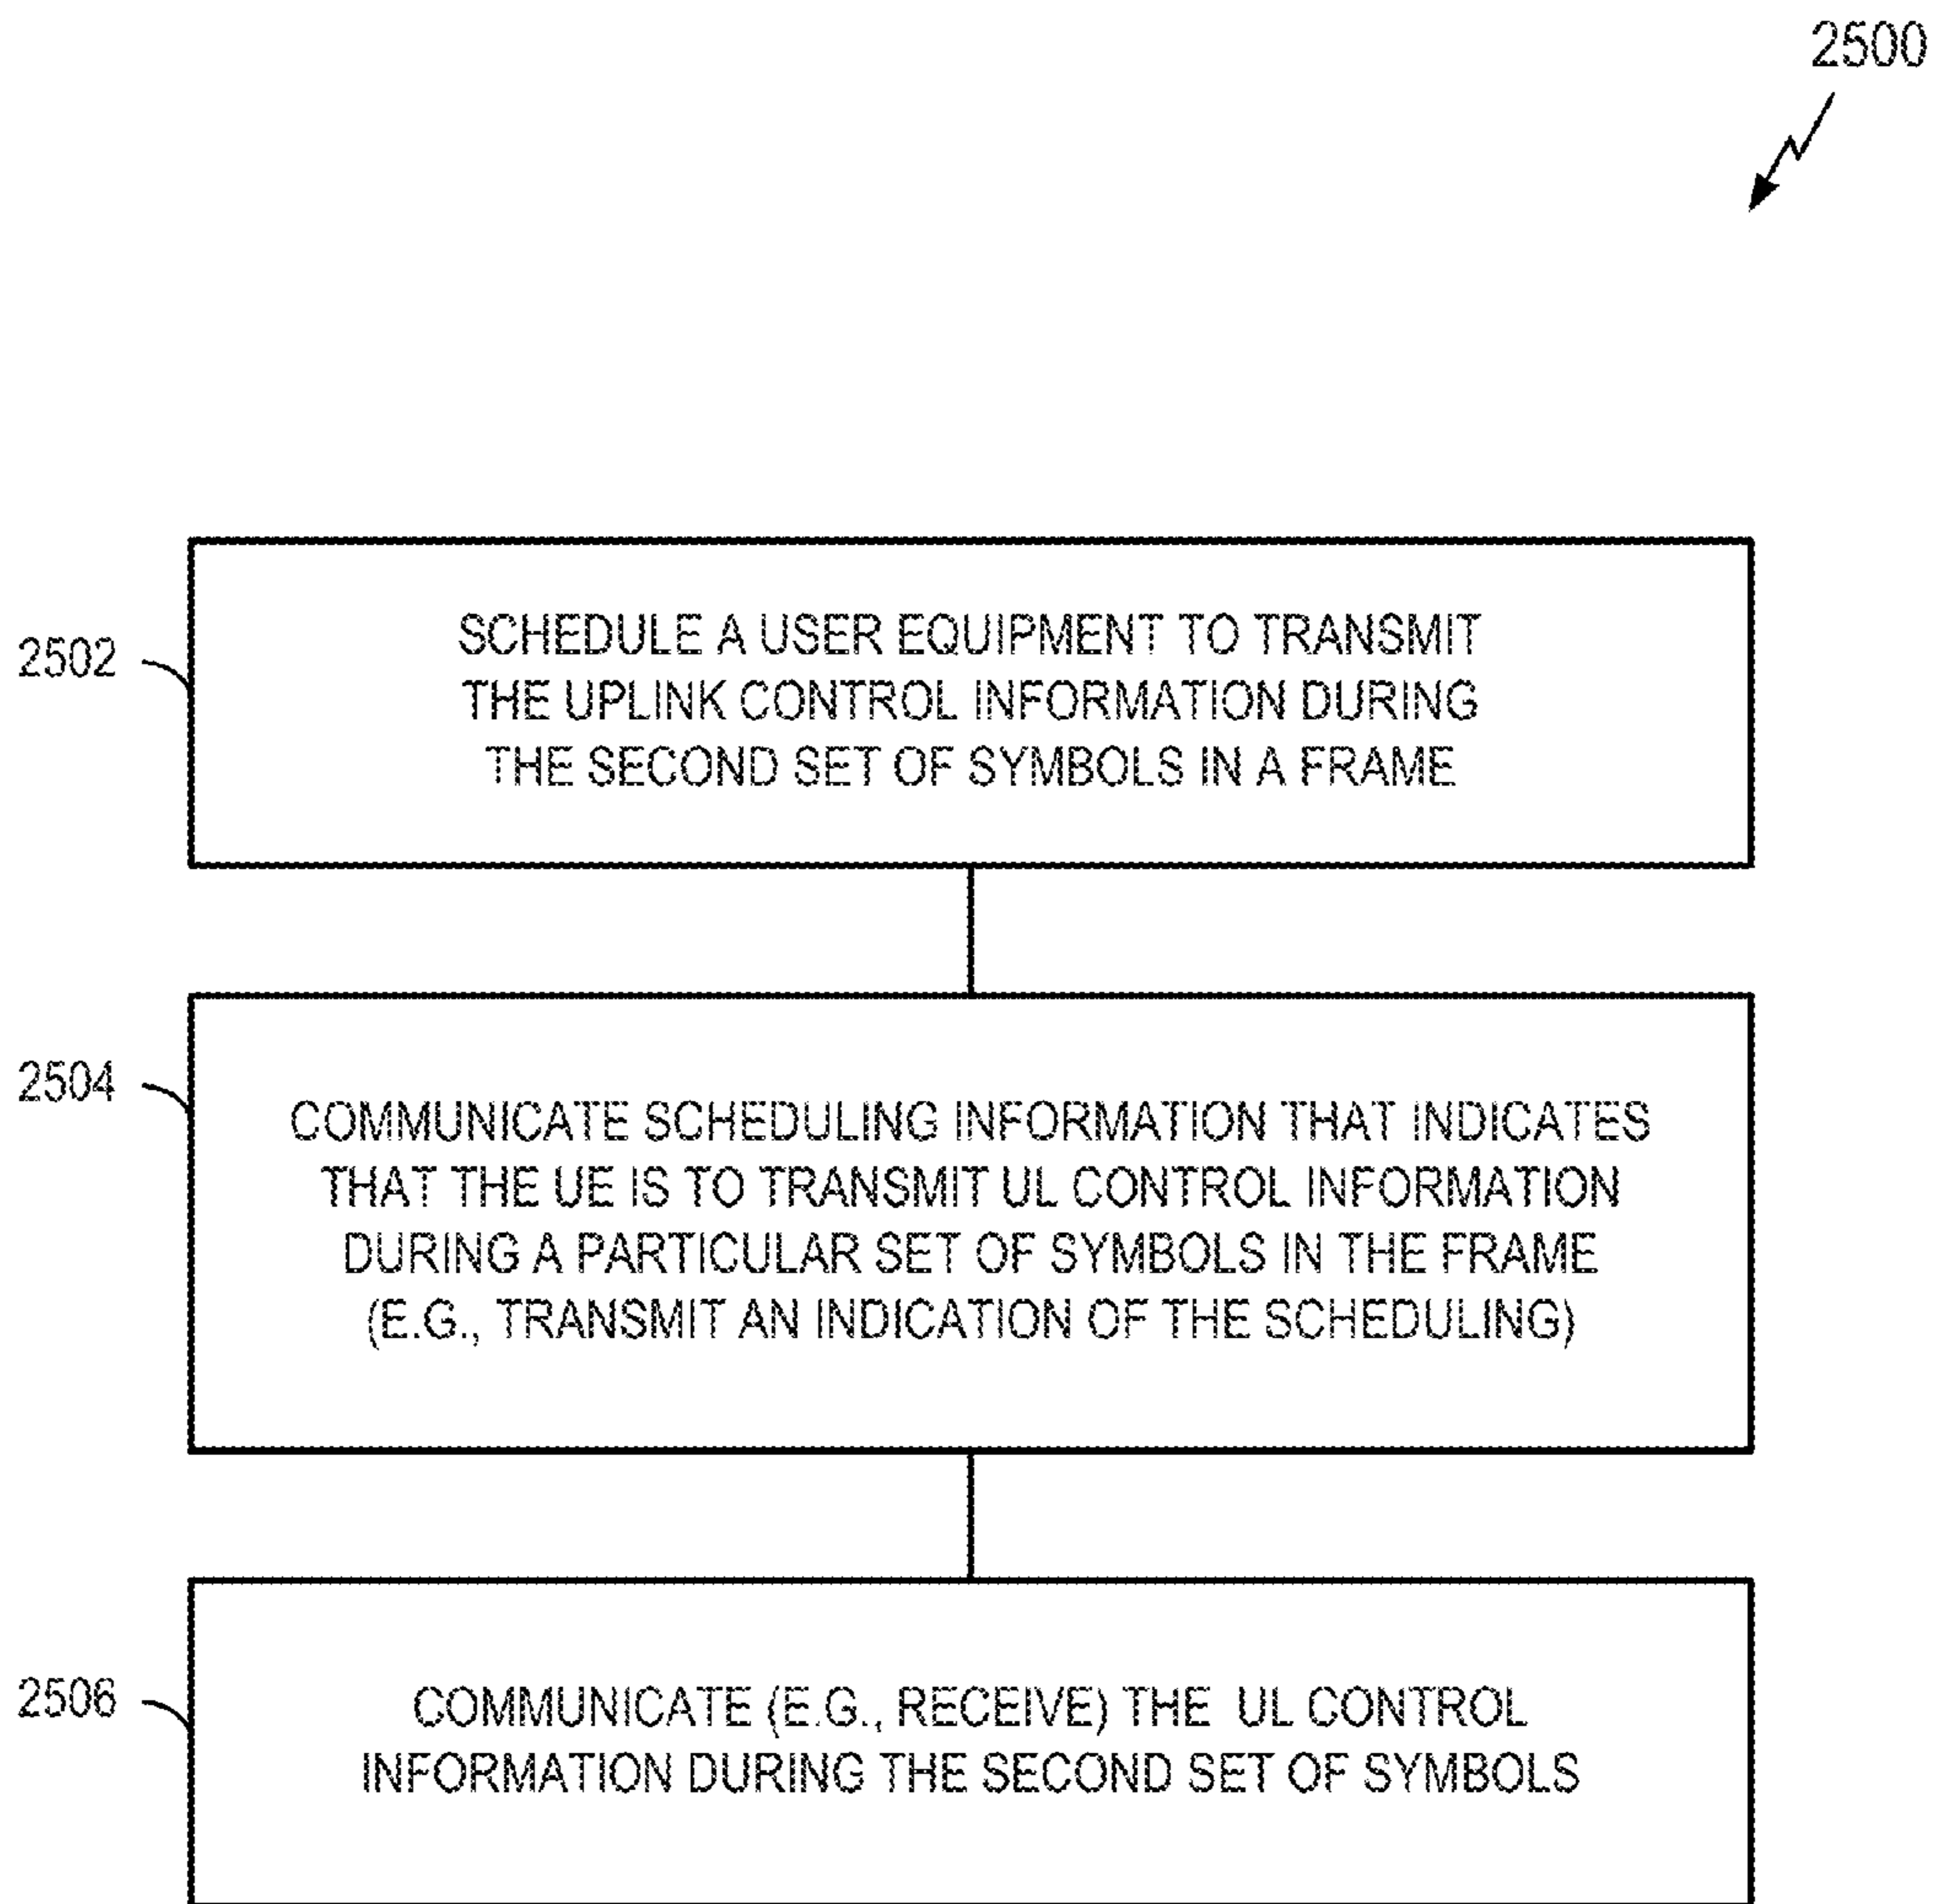 2500
2502
SCHEDULE A USER EQUIPMENT TO TRANSMIT
THE UPLINK CONTROL INFORMATION DURING
THE SECOND SET OF SYMBOLS IN A FRAME
2504
COMMUNICATE SCHEDULING INFORMATION THAT INDICATES
THAT THE UE IS TO TRANSMIT UL CONTROL INFORMATION
DURING A PARTICULAR SET OF SYMBOLS IN THE FRAME
(E.G., TRANSMIT AN INDICATION OF THE SCHEDULING)
2506
COMMUNICATE (E.G., RECEIVE) THE UL CONTROL
INFORMATION DURING THE SECOND SET OF SYMBOLS